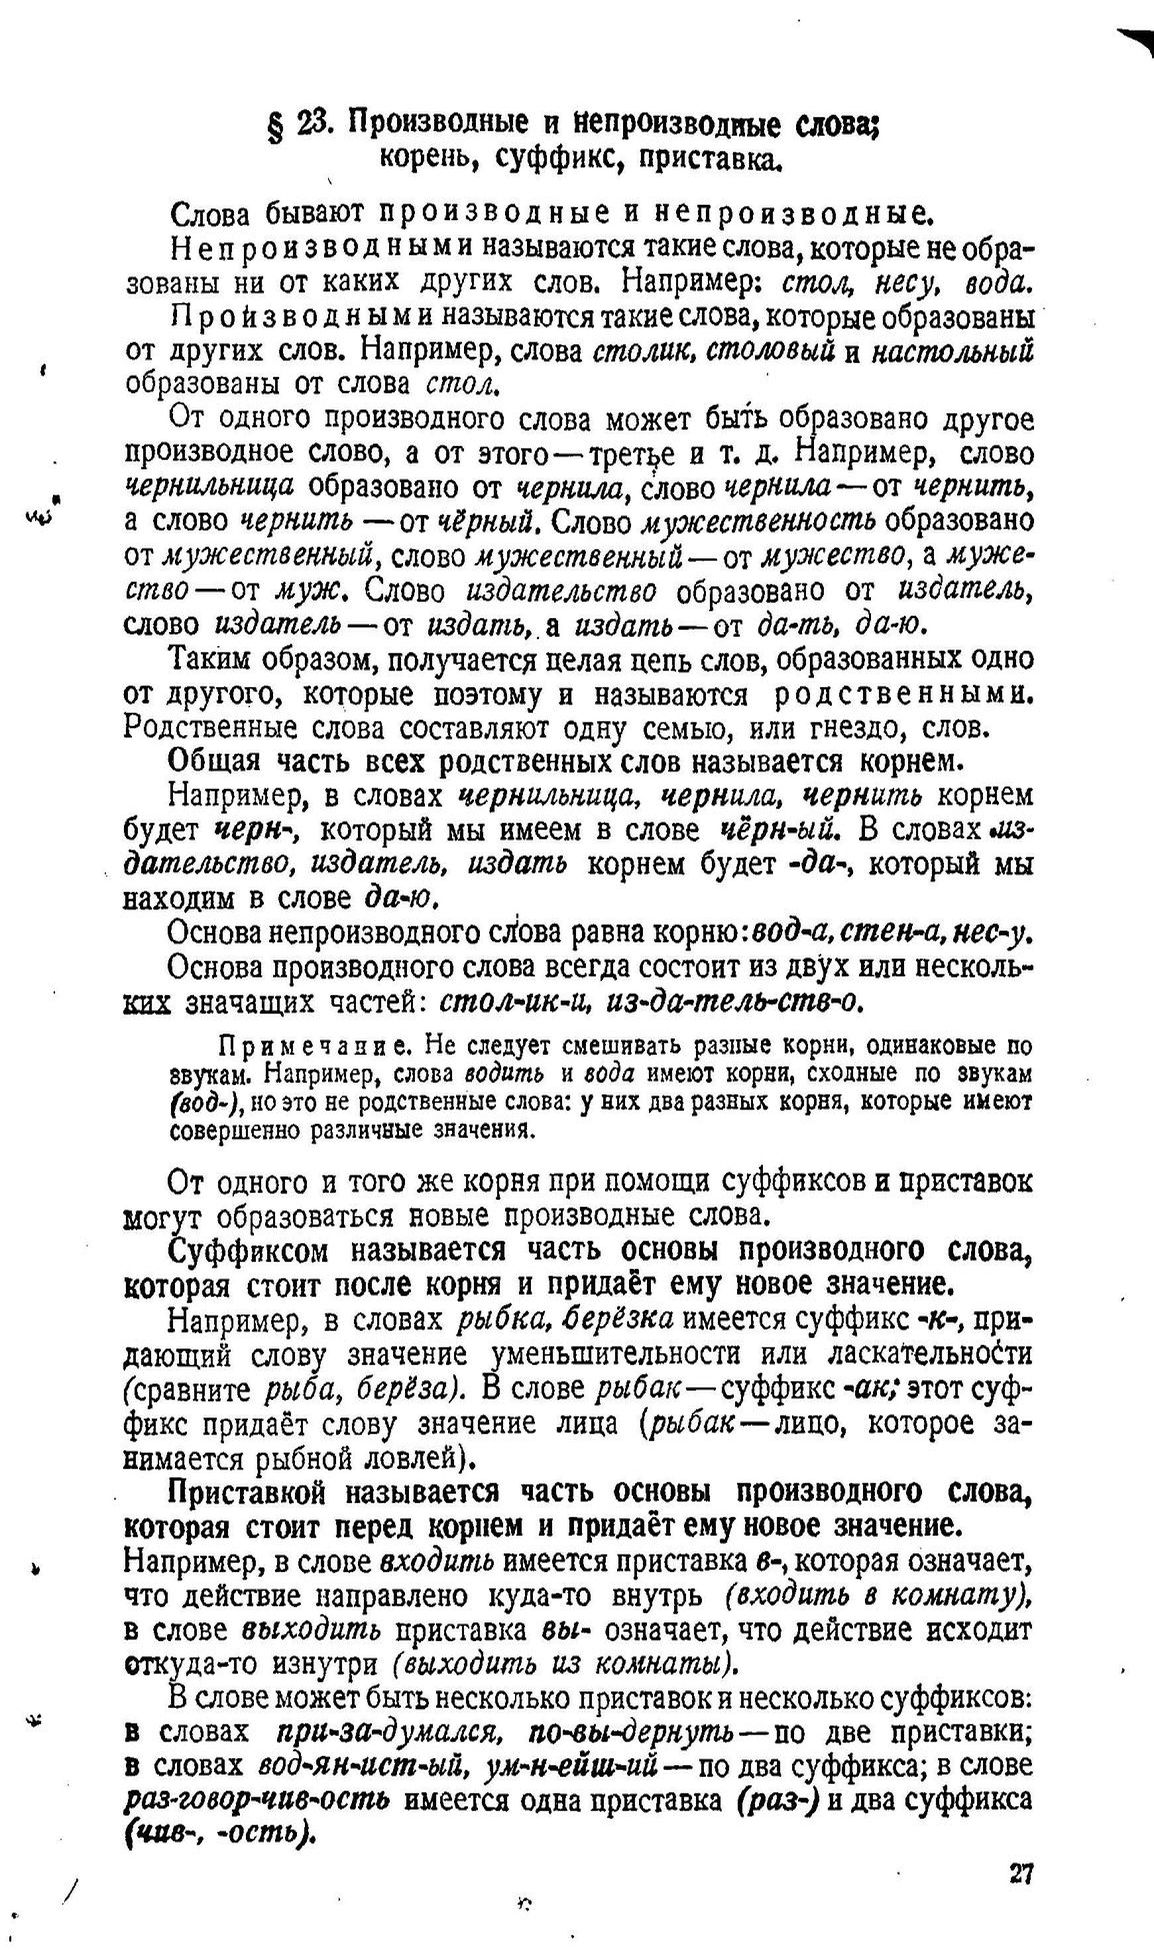 § 23. Производные и непроизводные слова;
корень, суффикс, приставка.
Слова бывают производные и непроизводные.
Непроизводными называются такие слова, которые не обра-
зованы ни от каких других слов. Например: стол, несу, вода.
Производными называются такие слова, которые образованы
от других слов. Например, слова столик, столовый и настольный
образованы от слова стол.
От одного производного слова может быть образовано другое
производное слово, а от этого — третье и т. д. Например, слово
чернильница образовано от чернила, слово чернила — от чернить,
а слово чернить — от чёрный. Слово мужественность образовано
от мужественный, слово мужественный — от мужество, а муже-
ство — от муж. Слово издательство образовано от издатель,
слово издатель — от издать, а издать — от да-ть, да-ю.
Таким образом, получается целая цепь слов, образованных одно
от другого, которые поэтому и называются родственными.
Родственные слова составляют одну семью, или гнездо, слов.
Общая часть всех родственных слов называется корнем.
Например, в словах чернильница, чернила, чернить корнем
будет черн-, который мы имеем в слове чёрн-ый. В словах из-
дательство, издатель, издать корнем будет -да-, который мы
находим в слове да-ю.
Основа непроизводного слова равна корню: вод-а, стен-а, нес-у.
Основа производного слова всегда состоит из двух или несколь-
ких значащих частей: стол-ик-и, из-да-тель-ств-о.
Примечание. Не следует смешивать разные корни, одинаковые по
звукам. Например, слова водить и вода имеют корни, сходные по звукам
(вод-), но это не родственные слова: у них два разных корня, которые имеют
совершенно различные значения.
От одного и того же корня при помощи суффиксов и приставок
могут образоваться новые производные слова.
Суффиксом называется часть основы производного слова,
которая стоит после корня и придаёт ему новое значение.
Например, в словах рыбка, берёзка имеется суффикс -к-, при-
дающий слову значение уменьшительности или ласкательности
(сравните рыба, берёза). В слове рыбак — суффикс -ак; этот суф-
фикс придаёт слову значение лица (рыбак — лицо, которое за-
нимается рыбной ловлей).
Приставкой называется часть основы производного слова,
которая стоит перед корнем и придаёт ему новое значение.
Например, в слове входить имеется приставка в-, которая означает,
что действие направлено куда-то внутрь (входить в комнату),
в слове выходить приставка вы- означает, что действие исходит
откуда-то изнутри (выходить из комнаты).
В слове может быть несколько приставок и несколько суффиксов:
в словах при-за-думался, по-вы-дернуть — по две приставки;
в словах вод-ян-ист-ый, ум-н-ейш-ий — по два суффикса; в слове
раз-говор-чив-ость имеется одна приставка (раз-) и два суффикса
(чив-, -ость).
27